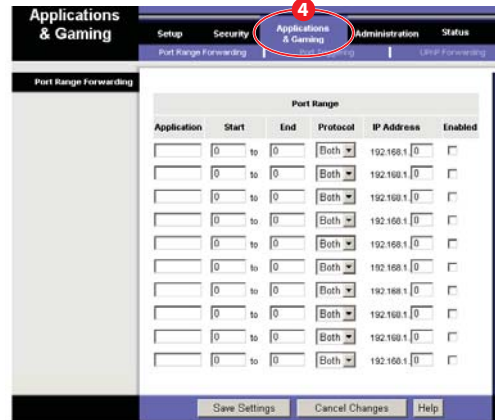 Applications
& Gaming
4
Setup Security Applications & Gaming Administration Status
Port Range Forwarding Port Triggering UPnP Forwarding
Port Range Forwarding
Port Range
Application Start End Protocol IP Address Enabled
0 to 0 Both 192.168.1. 0
0 to 0 Both 192.168.1. 0
0 to 0 Both 192.168.1. 0
0 to 0 Both 192.168.1. 0
0 to 0 Both 192.168.1. 0
0 to 0 Both 192.168.1. 0
0 to 0 Both 192.168.1. 0
0 to 0 Both 192.168.1. 0
0 to 0 Both 192.168.1. 0
0 to 0 Both 192.168.1. 0
Save Settings Cancel Changes Help